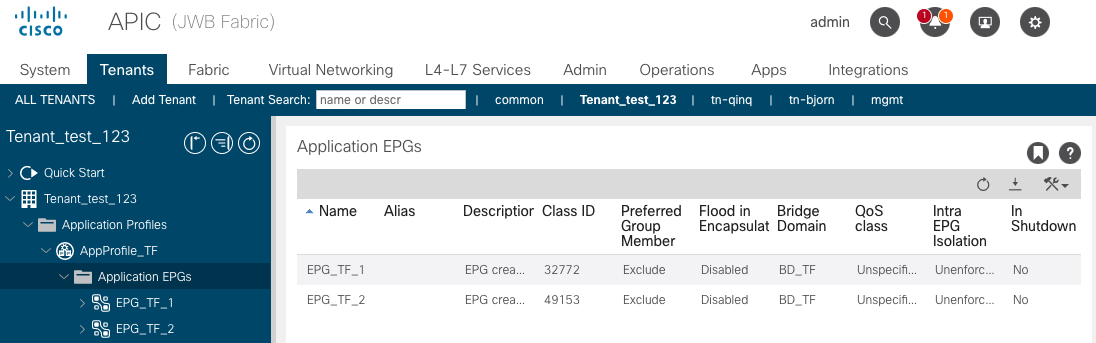 cisco
APIC (JWB Fabric)
admin
1
1
System Tenants Fabric Virtual Networking L4-L7 Services Admin Operations Apps Integrations
ALL TENANTS | Add Tenant | Tenant Search: name or descr | common | Tenant_test_123 | tn-qinq | tn-bjorn | mgmt
Tenant_test_123
Quick Start
Tenant_test_123
Application Profiles
AppProfile_TF
Application EPGs
EPG_TF_1
EPG_TF_2
Application EPGs
?
Name Alias Description Class ID Preferred Flood in Bridge QoS Intra In
Group Encapsulat Domain class EPG Shutdown
Member Isolation
EPG_TF_1 EPG crea... 32772 Exclude Disabled BD_TF Unspecifi... Unenforc... No
EPG_TF_2 EPG crea... 49153 Exclude Disabled BD_TF Unspecifi... Unenforc... No